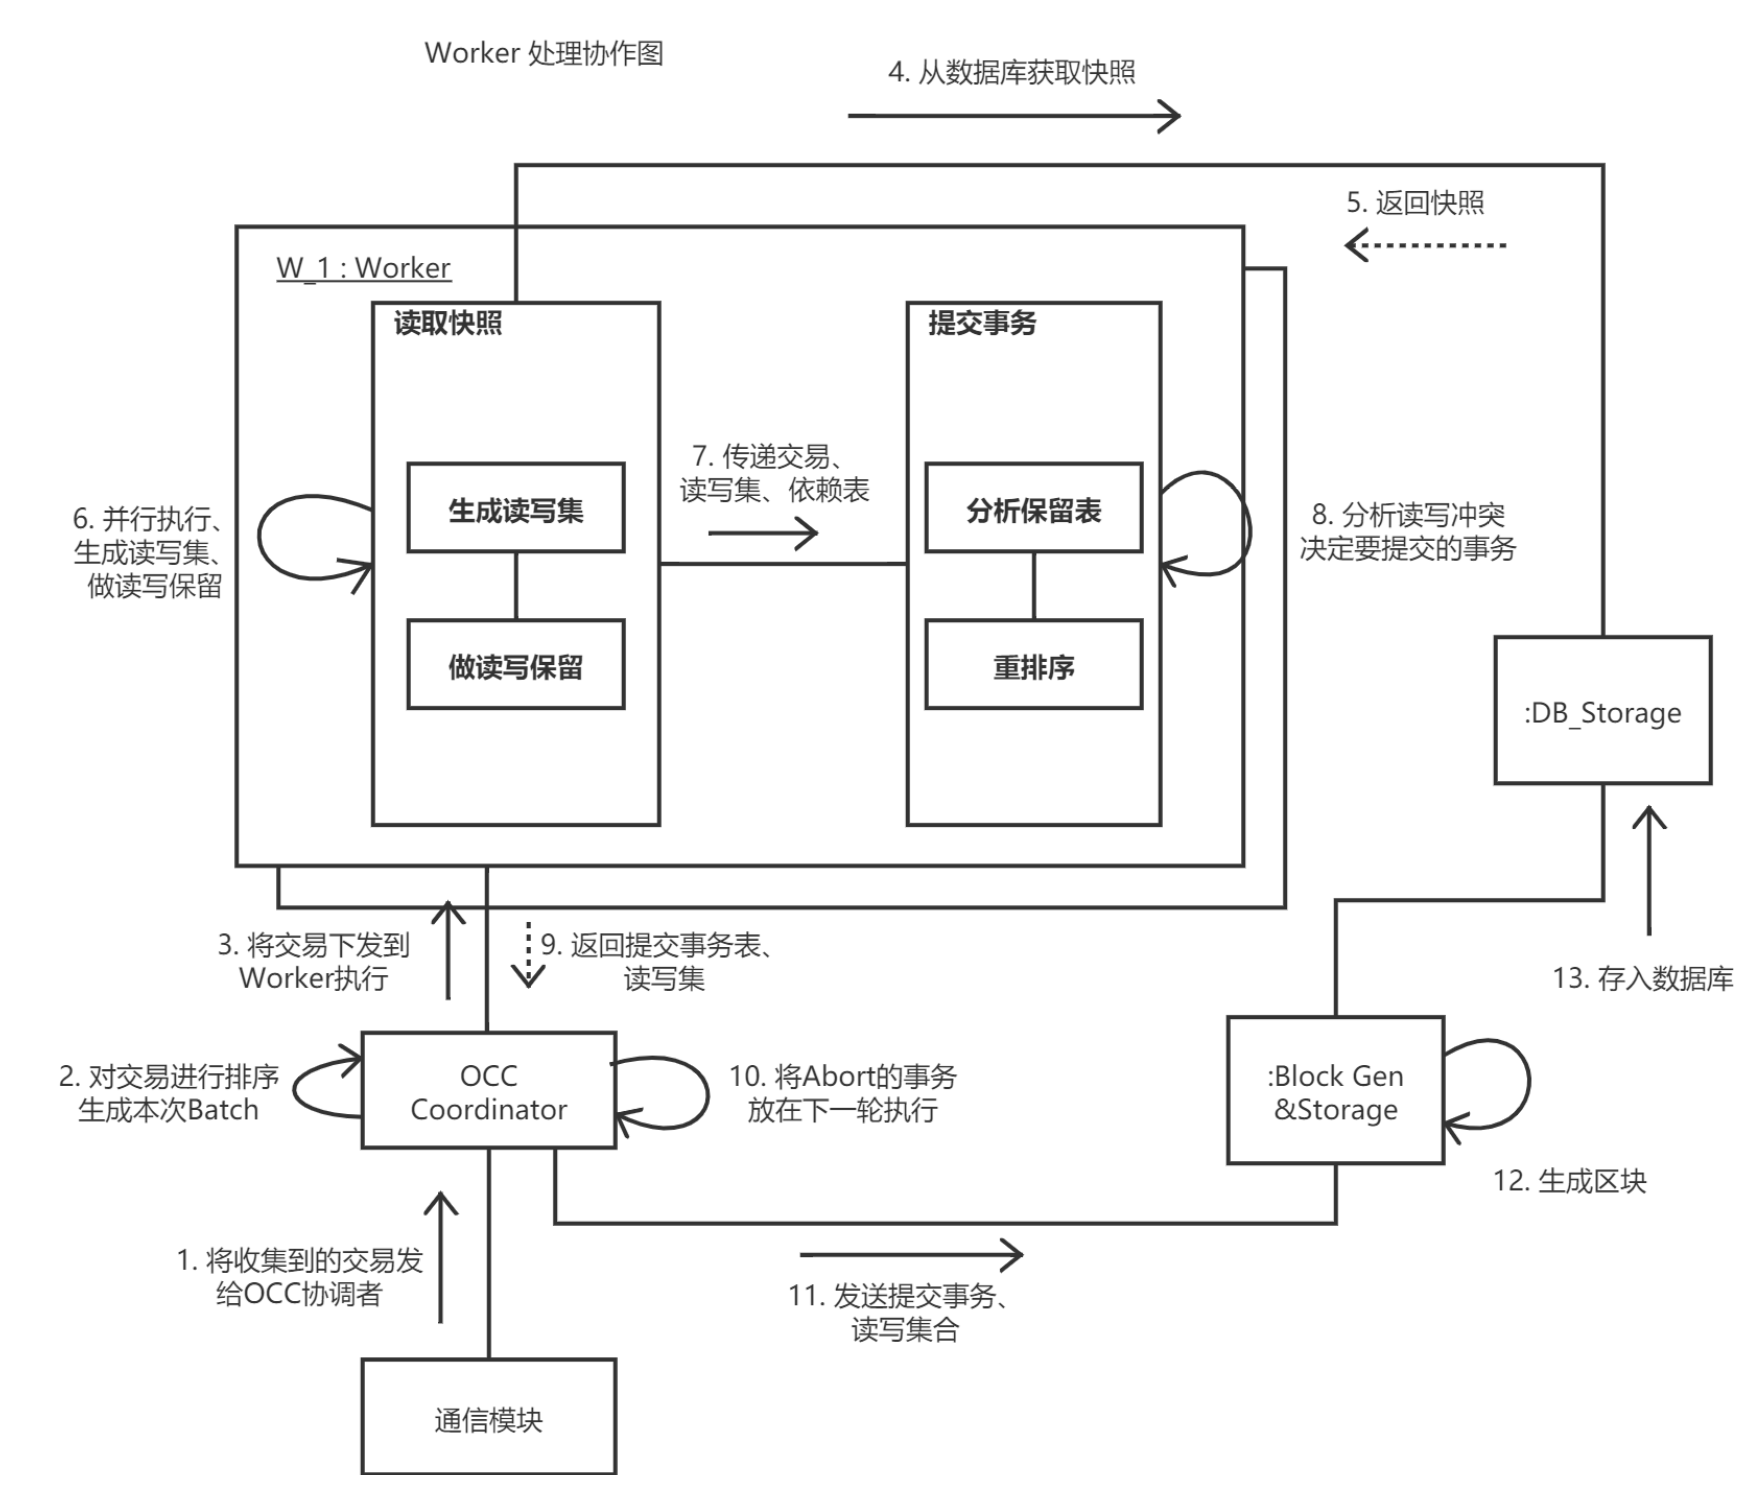 Worker 处理协作图
4. 从数据库获取快照
5. 返回快照
W_1 : Worker
读取快照
提交事务
7. 传递交易、
读写集、依赖表
生成读写集
分析保留表
6. 并行执行、
生成读写集、
做读写保留
8. 分析读写冲突
决定要提交的事务
做读写保留
重排序
:DB_Storage
3. 将交易下发到
Worker执行
9. 返回提交事务表、
读写集
13. 存入数据库
2. 对交易进行排序
生成本次Batch
OCC
Coordinator
10. 将Abort的事务
放在下一轮执行
:Block Gen
&Storage
12. 生成区块
1. 将收集到的交易发
给OCC协调者
11. 发送提交事务、
读写集合
通信模块